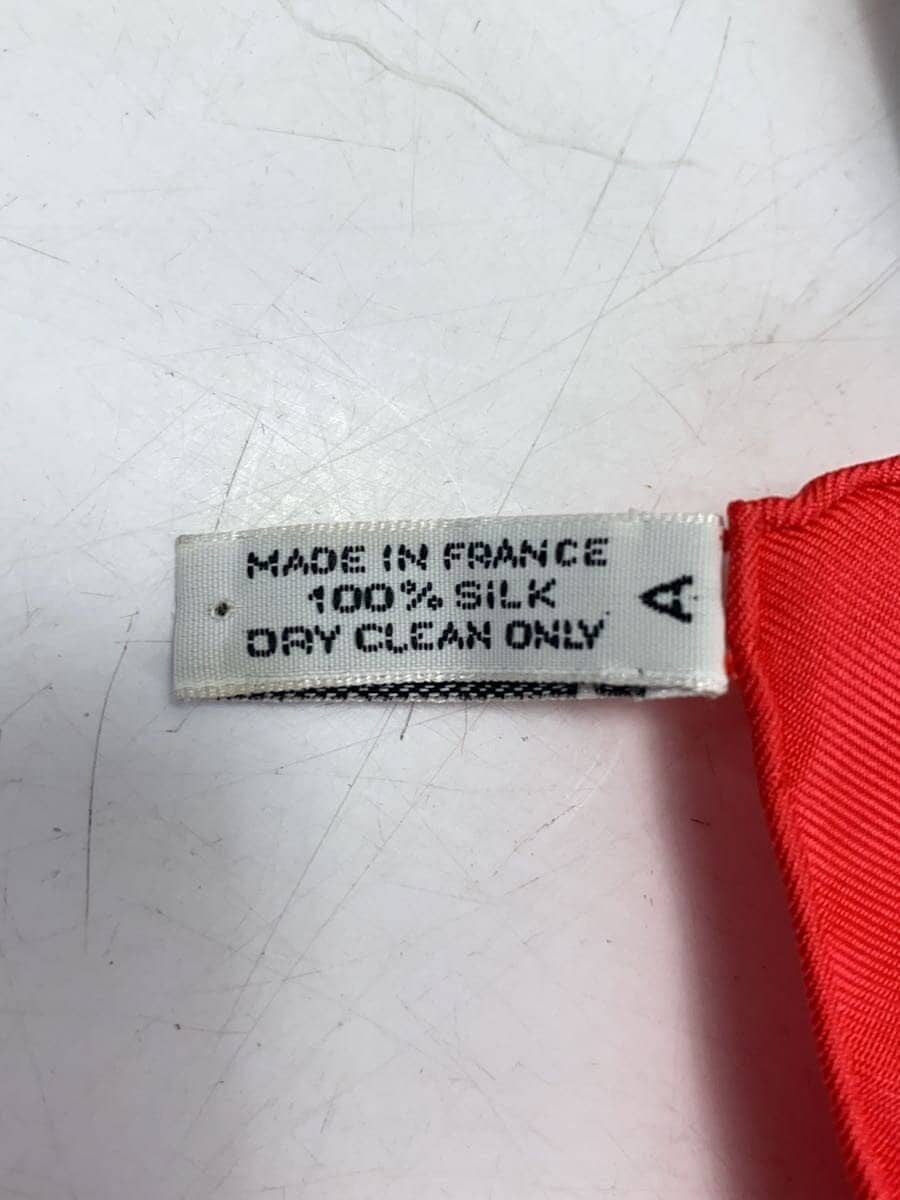 MADE IN FRANCE
100% SILK
DRY CLEAN ONLY
A